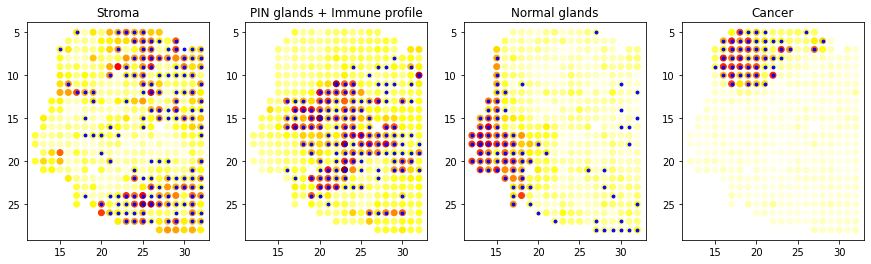 Stroma PIN glands + Immune profile Normal glands Cancer
5 5 5 5
10 10 10 10
15 15 15 15
20 20 20 20
25 25 25 25
15 20 25 30 15 20 25 30 15 20 25 30 15 20 25 30